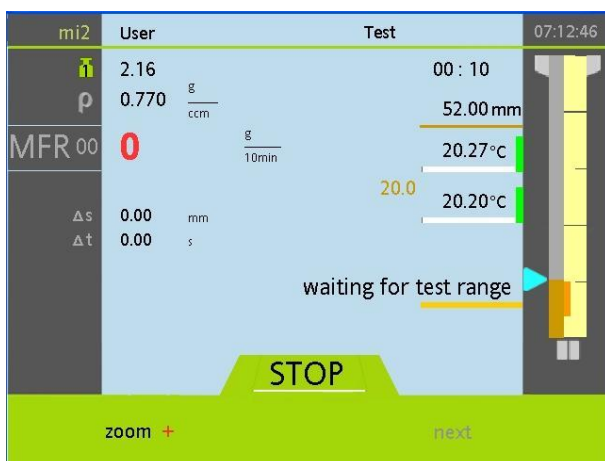 mi2 User Test 07:12:46
1 2.16 00 : 10
ρ 0.770 g/ccm 52.00 mm
MFR 00 0 g/10min 20.27°C
20.0 20.20°C
Δs 0.00 mm
Δt 0.00 s
waiting for test range
STOP
zoom + next